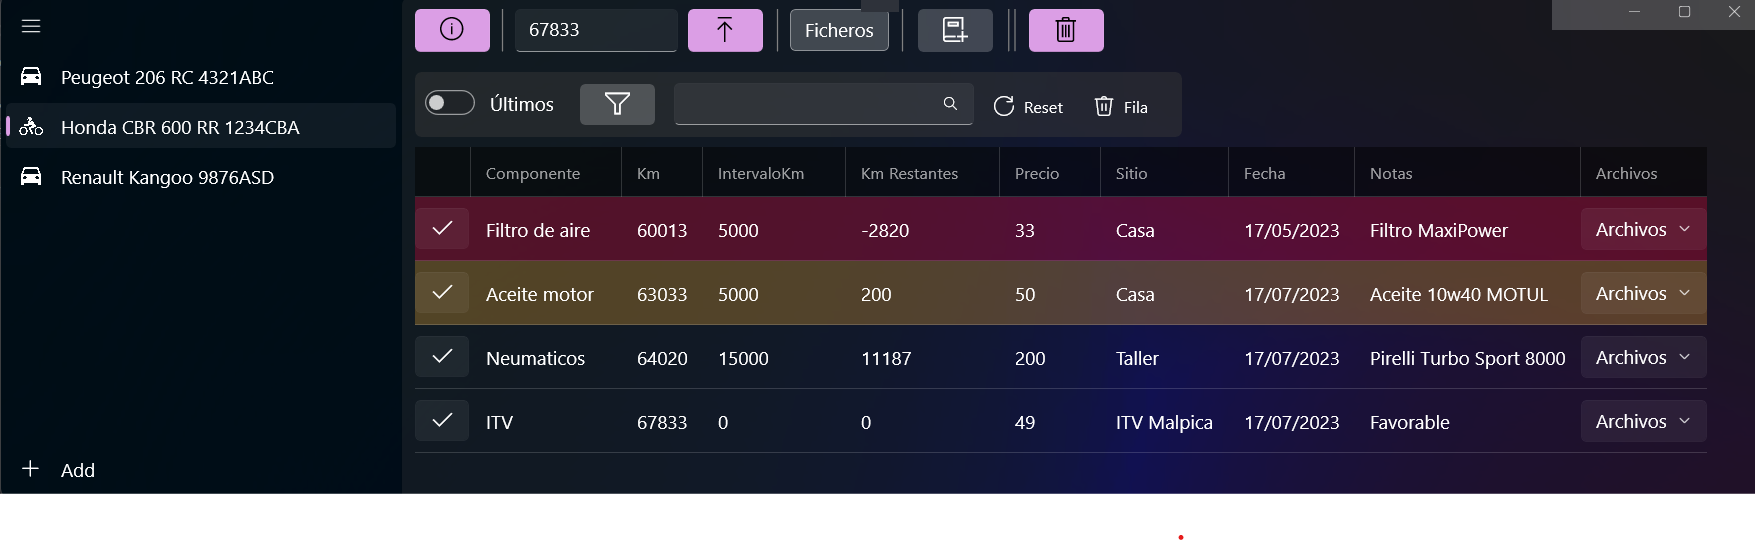 67833
Ficheros
Peugeot 206 RC 4321ABC
Honda CBR 600 RR 1234CBA
Renault Kangoo 9876ASD
Add
Últimos
Reset
Fila
Componente Km IntervaloKm Km Restantes Precio Sitio Fecha Notas Archivos
Filtro de aire 60013 5000 -2820 33 Casa 17/05/2023 Filtro MaxiPower Archivos
Aceite motor 63033 5000 200 50 Casa 17/07/2023 Aceite 10w40 MOTUL Archivos
Neumaticos 64020 15000 11187 200 Taller 17/07/2023 Pirelli Turbo Sport 8000 Archivos
ITV 67833 0 0 49 ITV Malpica 17/07/2023 Favorable Archivos